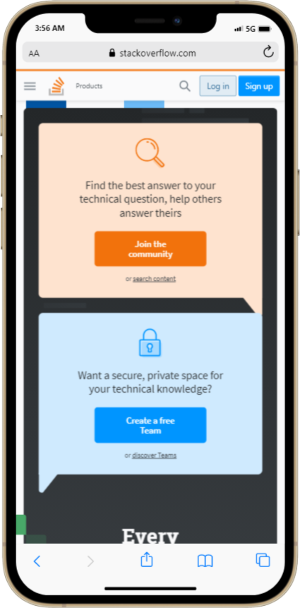 3:56 AM
5G
AA
stackoverflow.com
Products
Log in
Sign up
Find the best answer to your
technical question, help others
answer theirs
Join the
community
or search content
Want a secure, private space for
your technical knowledge?
Create a free
Team
or discover Teams
Every